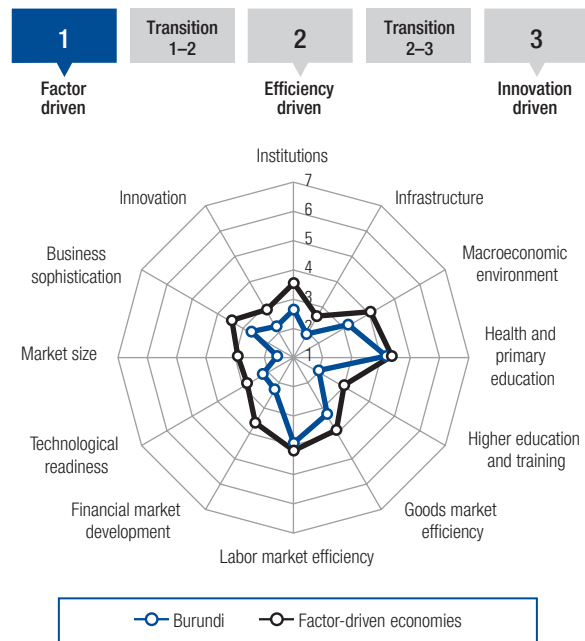 1
Transition
1–2
2
Transition
2–3
3
Factor
driven
Efficiency
driven
Innovation
driven
Institutions
Innovation
7
Infrastructure
6
Business
sophistication
5
Macroeconomic
environment
4
3
Market size
2
Health and
primary
education
1
Technological
readiness
Higher education
and training
Financial market
development
Goods market
efficiency
Labor market efficiency
Burundi
Factor-driven economies